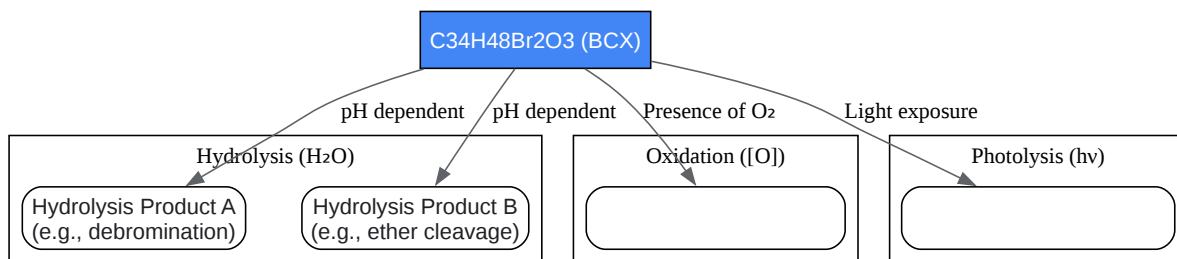 C34H48Br2O3 (BCX)
pH dependent
pH dependent
Presence of O₂
Light exposure
Hydrolysis (H₂O)
Oxidation ([O])
Photolysis (hν)
Hydrolysis Product A
(e.g., debromination)
Hydrolysis Product B
(e.g., ether cleavage)